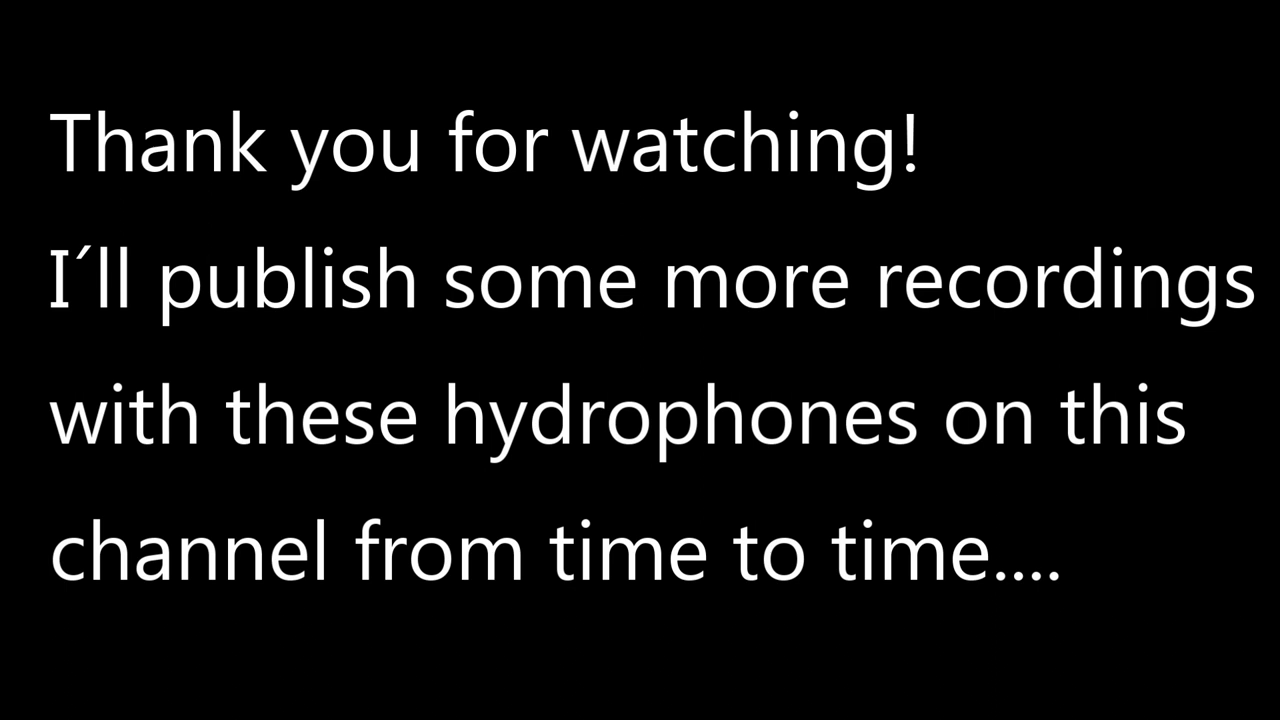 Thank you for watching!
I´ll publish some more recordings
with these hydrophones on this
channel from time to time....